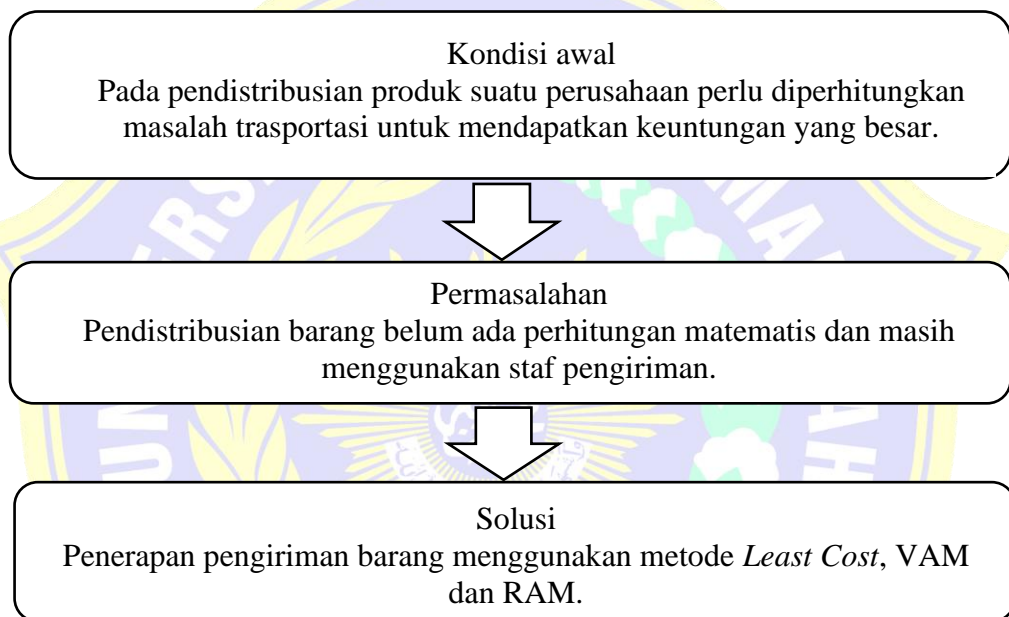 Kondisi awal
Pada pendistribusian produk suatu perusahaan perlu diperhitungkan
masalah trasportasi untuk mendapatkan keuntungan yang besar.
Permasalahan
Pendistribusian barang belum ada perhitungan matematis dan masih
menggunakan staf pengiriman.
Solusi
Penerapan pengiriman barang menggunakan metode Least Cost, VAM
dan RAM.